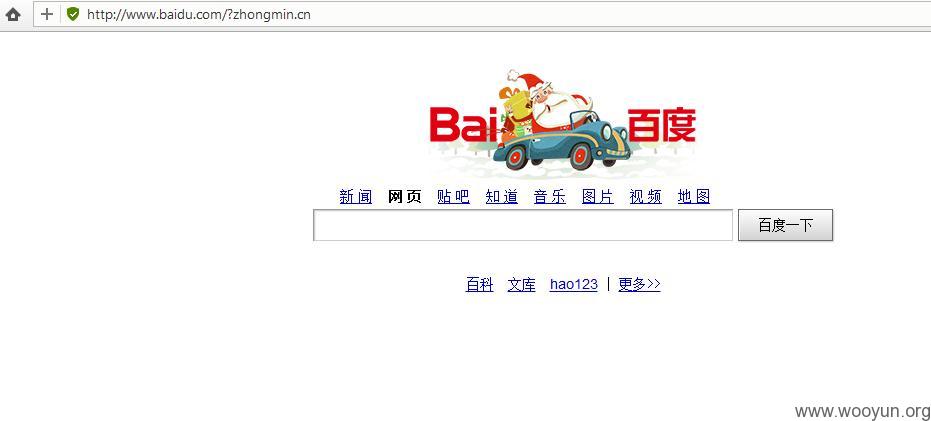 http://www.baidu.com/?zhongmin.cn
Bai 百度
新闻 网页 贴吧 知道 音乐 图片 视频 地图
百度一下
百科 文库 hao123 | 更多>>
www.wooyun.org